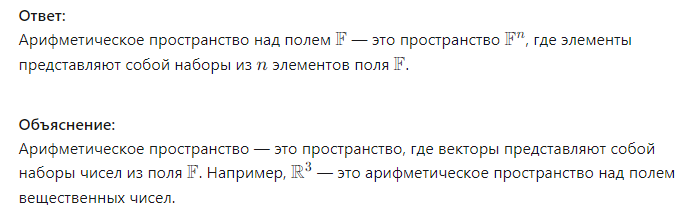 Ответ:
Арифметическое пространство над полем 𝔽 — это пространство 𝔽ⁿ, где элементы
представляют собой наборы из n элементов поля 𝔽.
Объяснение:
Арифметическое пространство — это пространство, где векторы представляют собой
наборы чисел из поля 𝔽. Например, ℝ³ — это арифметическое пространство над полем
вещественных чисел.